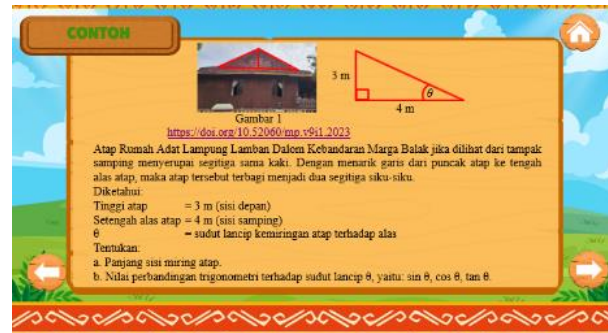 CONTOH
3 m
θ
4 m
Gambar 1
https://doi.org/10.52060/mp.v9i1.2023
Atap Rumah Adat Lampung Lamban Dalom Kebandaran Marga Balak jika dilihat dari tampak
samping menyerupai segitiga sama kaki. Dengan menarik garis dari puncak atap ke tengah
alas atap, maka atap tersebut terbagi menjadi dua segitiga siku-siku.
Diketahui:
Tinggi atap = 3 m (sisi depan)
Setengah alas atap = 4 m (sisi samping)
θ = sudut lancip kemiringan atap terhadap alas
Tentukan:
a. Panjang sisi miring atap.
b. Nilai perbandingan trigonometri terhadap sudut lancip θ, yaitu: sin θ, cos θ, tan θ.